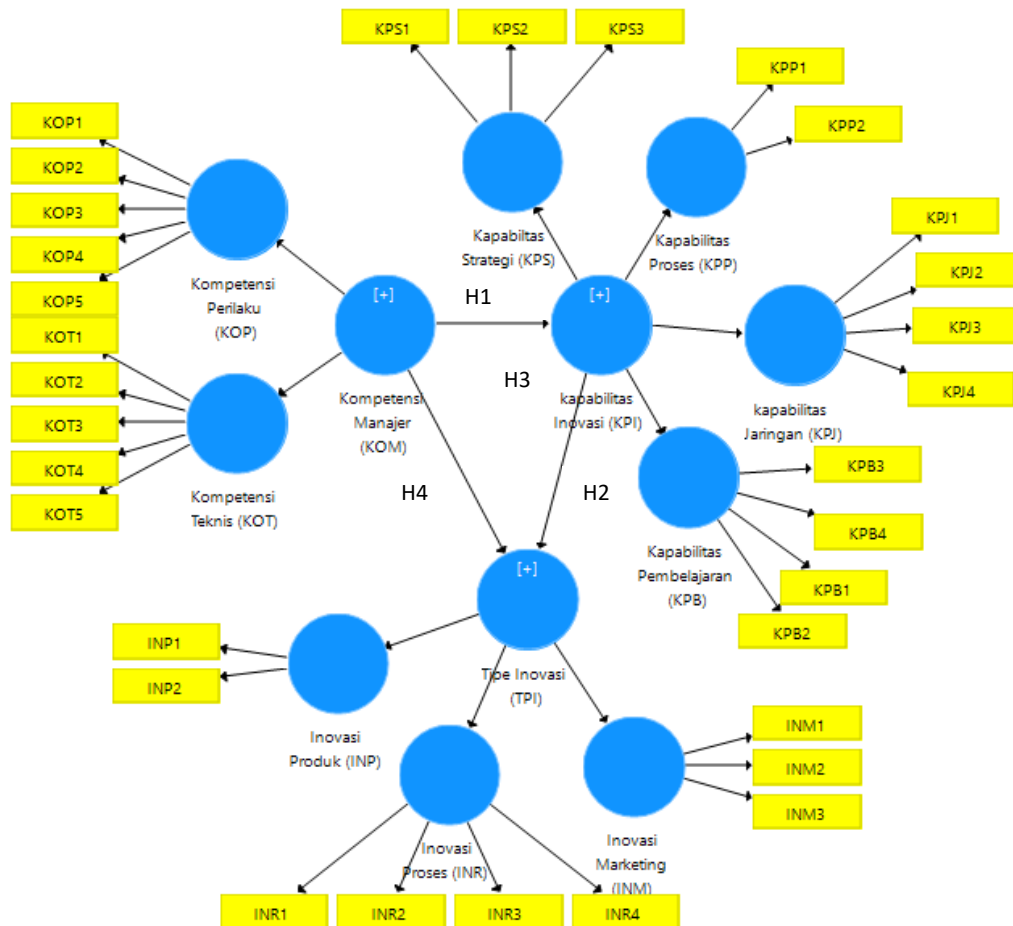 KPS1
KPS2
KPS3
KPP1
KPP2
KOP1
KOP2
KOP3
KOP4
KOP5
KOT1
KOT2
KOT3
KOT4
KOT5
Kompetensi
Perilaku
(KOP)
Kompetensi
Teknis (KOT)
Kapabiltas
Strategi (KPS)
Kapabilitas
Proses (KPP)
KPJ1
KPJ2
KPJ3
KPJ4
[+]
H1
[+]
H3
Kompetensi
Manajer
(KOM)
kapabilitas
Inovasi (KPI)
kapabilitas
Jaringan (KPJ)
H4
H2
KPB3
KPB4
KPB1
KPB2
Kapabilitas
Pembelajaran
(KPB)
[+]
Tipe Inovasi
(TPI)
INP1
INP2
Inovasi
Produk (INP)
INM1
INM2
INM3
Inovasi
Proses (INR)
Inovasi
Marketing
(INM)
INR1
INR2
INR3
INR4